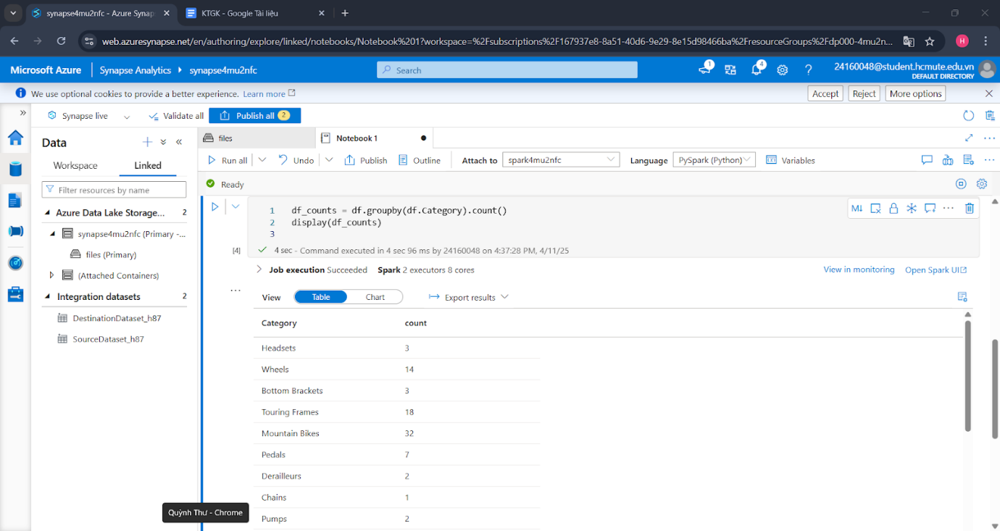 synapse4mu2nfc - Azure Synap
KTGK - Google Tài liệu
web.azuresynapse.net/en/authoring/explore/linked/notebooks/Notebook%201?workspace=%2Fsubscriptions%2F167937e8-8a51-40d6-9e29-8e15d98466ba%2FresourceGroups%2Fdp000-4mu2n...
H
Microsoft Azure
Synapse Analytics
synapse4mu2nfc
Search
1
4
24160048@student.hcmute.edu.vn
DEFAULT DIRECTORY
We use optional cookies to provide a better experience. Learn more
Accept
Reject
More options
Synapse live
Validate all
Publish all 2
Data
Workspace
Linked
Filter resources by name
Azure Data Lake Storage... 2
synapse4mu2nfc (Primary -...
files (Primary)
(Attached Containers)
Integration datasets 2
DestinationDataset_h87
SourceDataset_h87
files
Notebook 1
Run all
Undo
Publish
Outline
Attach to
spark4mu2nfc
Language
PySpark (Python)
Variables
Ready
1 df_counts = df.groupby(df.Category).count()
2 display(df_counts)
3
M↓
[4]
4 sec - Command executed in 4 sec 96 ms by 24160048 on 4:37:28 PM, 4/11/25
Job execution Succeeded Spark 2 executors 8 cores
View in monitoring
Open Spark UI
View
Table
Chart
Export results
Category count
Headsets 3
Wheels 14
Bottom Brackets 3
Touring Frames 18
Mountain Bikes 32
Pedals 7
Derailleurs 2
Chains 1
Pumps 2
Quỳnh Thư - Chrome